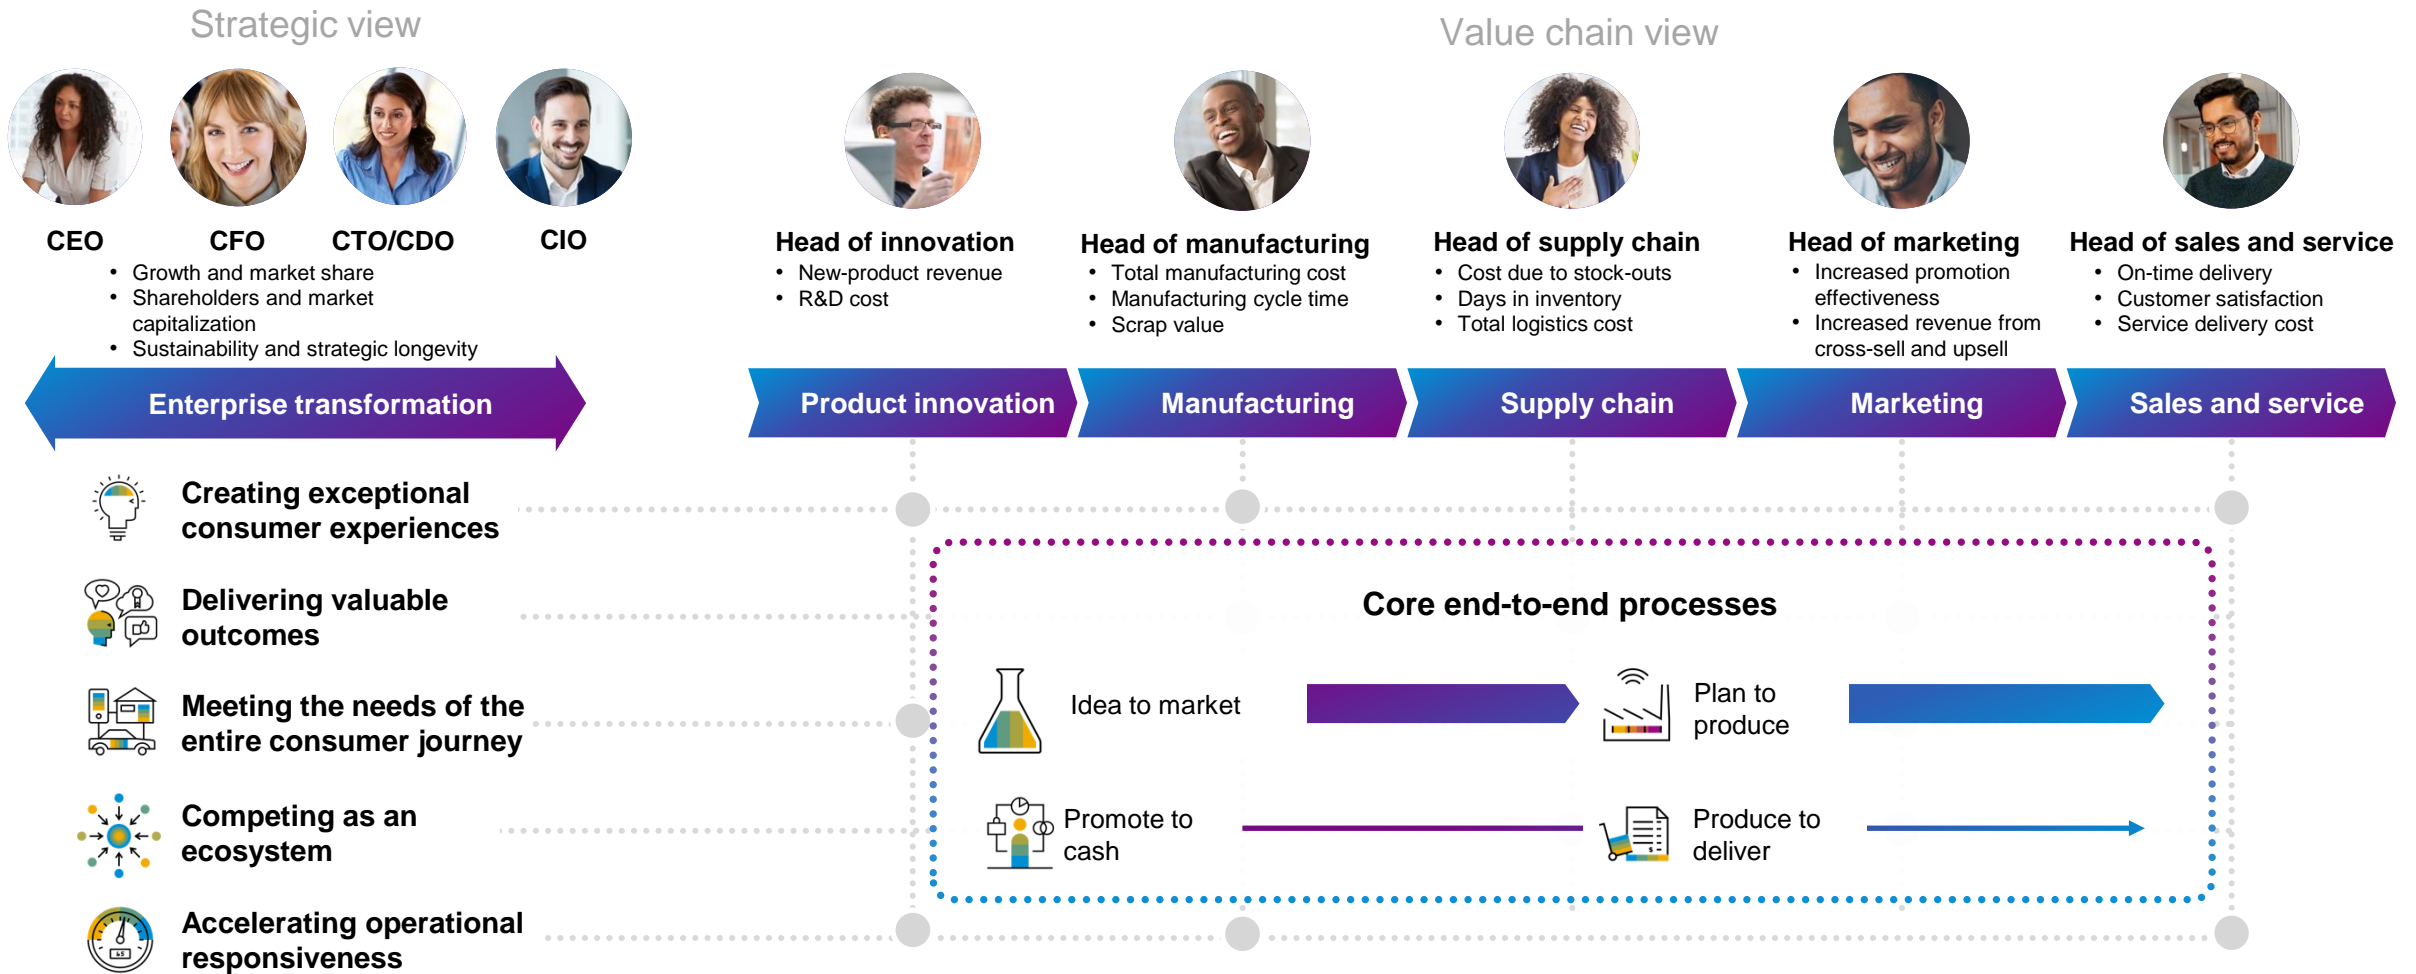 Strategic view
Value chain view
CEO
CFO
CTO/CDO
CIO
• Growth and market share
• Shareholders and market
capitalization
• Sustainability and strategic longevity
Head of innovation
• New-product revenue
• R&D cost
Head of manufacturing
• Total manufacturing cost
• Manufacturing cycle time
• Scrap value
Head of supply chain
• Cost due to stock-outs
• Days in inventory
• Total logistics cost
Head of marketing
• Increased promotion
effectiveness
• Increased revenue from
cross-sell and upsell
Head of sales and service
• On-time delivery
• Customer satisfaction
• Service delivery cost
Enterprise transformation
Product innovation
Manufacturing
Supply chain
Marketing
Sales and service
Creating exceptional
consumer experiences
Delivering valuable
outcomes
Meeting the needs of the
entire consumer journey
Competing as an
ecosystem
Accelerating operational
responsiveness
Core end-to-end processes
Idea to market
Plan to
produce
Promote to
cash
Produce to
deliver